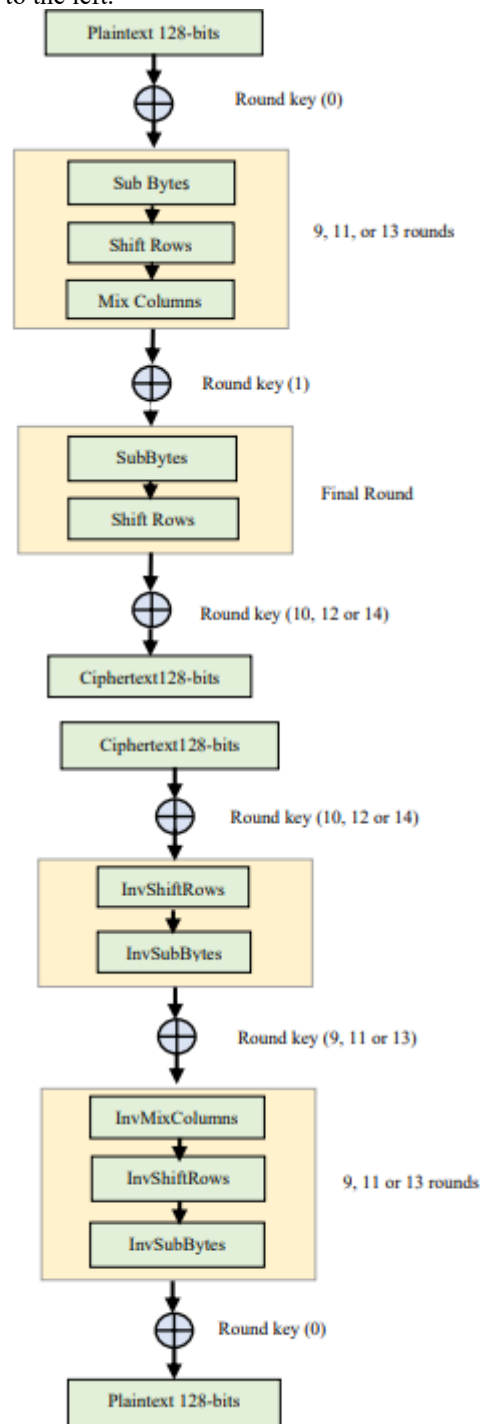 to the left.
Plaintext 128-bits
Round key (0)
Sub Bytes
Shift Rows
9, 11, or 13 rounds
Mix Columns
Round key (1)
SubBytes
Final Round
Shift Rows
Round key (10, 12 or 14)
Ciphertext128-bits
Ciphertext128-bits
Round key (10, 12 or 14)
InvShiftRows
InvSubBytes
Round key (9, 11 or 13)
InvMixColumns
InvShiftRows
9, 11 or 13 rounds
InvSubBytes
Round key (0)
Plaintext 128-bits